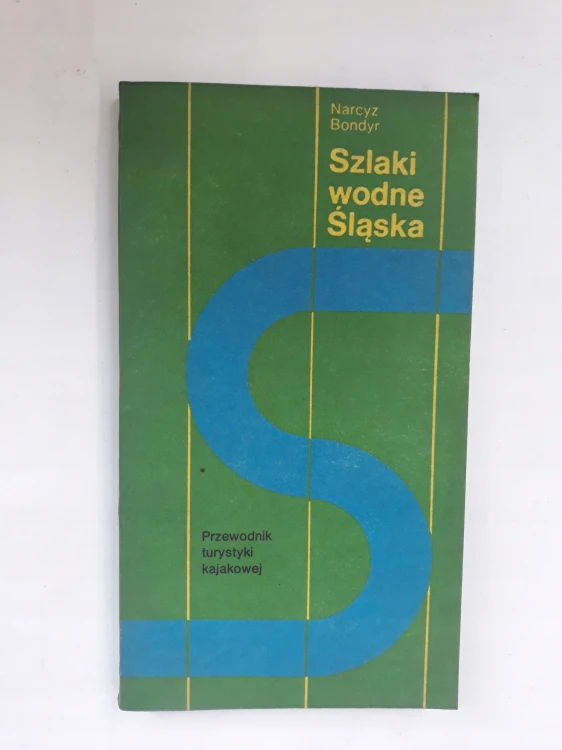 Narcyz
Bondyr
Szlaki
wodne
Śląska
Przewodnik
turystyki
kajakowej